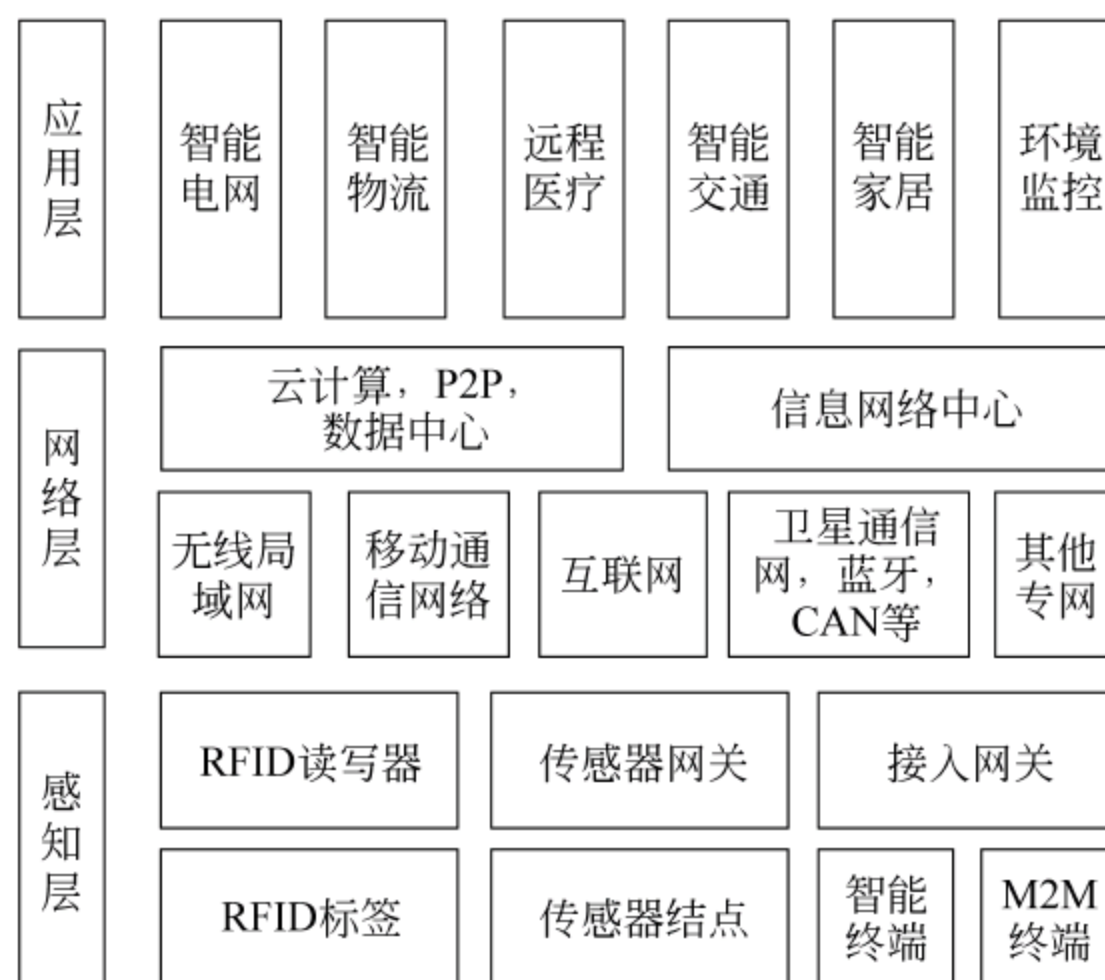 应
用
层
智能
电网
智能
物流
远程
医疗
智能
交通
智能
家居
环境
监控
网
络
层
云计算，P2P，
数据中心
信息网络中心
无线局
域网
移动通
信网络
互联网
卫星通信
网，蓝牙，
CAN等
其他
专网
感
知
层
RFID读写器
传感器网关
接入网关
RFID标签
传感器结点
智能
终端
M2M
终端